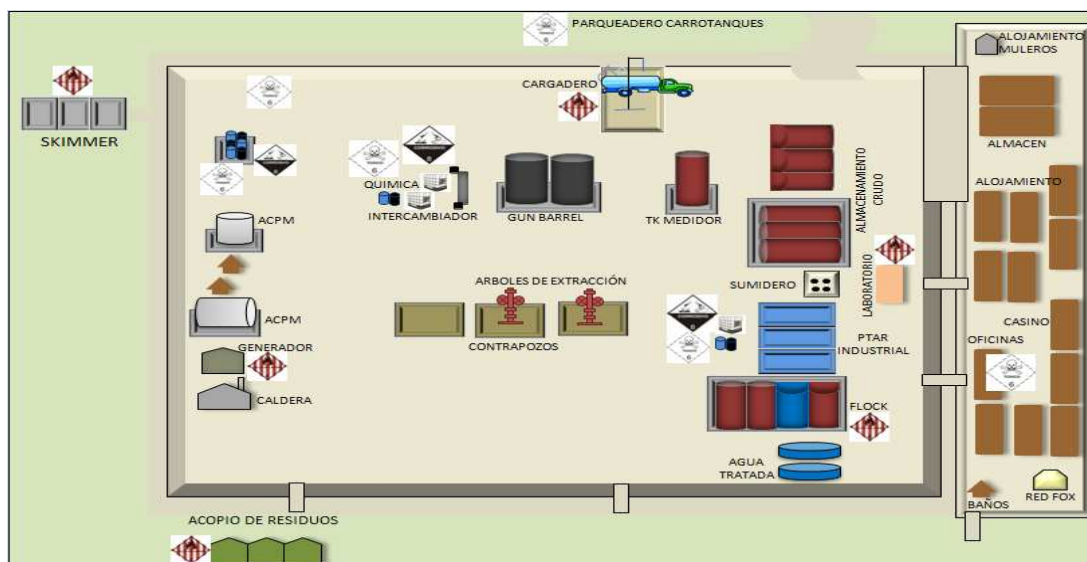 PARQUEADERO CARROTANQUES
ALOJAMIENTO
MULEROS
CARGADERO
SKIMMER
ALMACEN
QUIMICA
INTERCAMBIADOR
GUN BARREL
TK MEDIDOR
ALMACENAMIENTO
CRUDO
ALOJAMIENTO
ACPM
ARBOLES DE EXTRACCIÓN
SUMIDERO
LABORATORIO
ACPM
CONTRAPOZOS
CASINO
GENERADOR
PTAR
INDUSTRIAL
OFICINAS
CALDERA
FLOCK
AGUA
TRATADA
BAÑOS
RED FOX
ACOPIO DE RESIDUOS